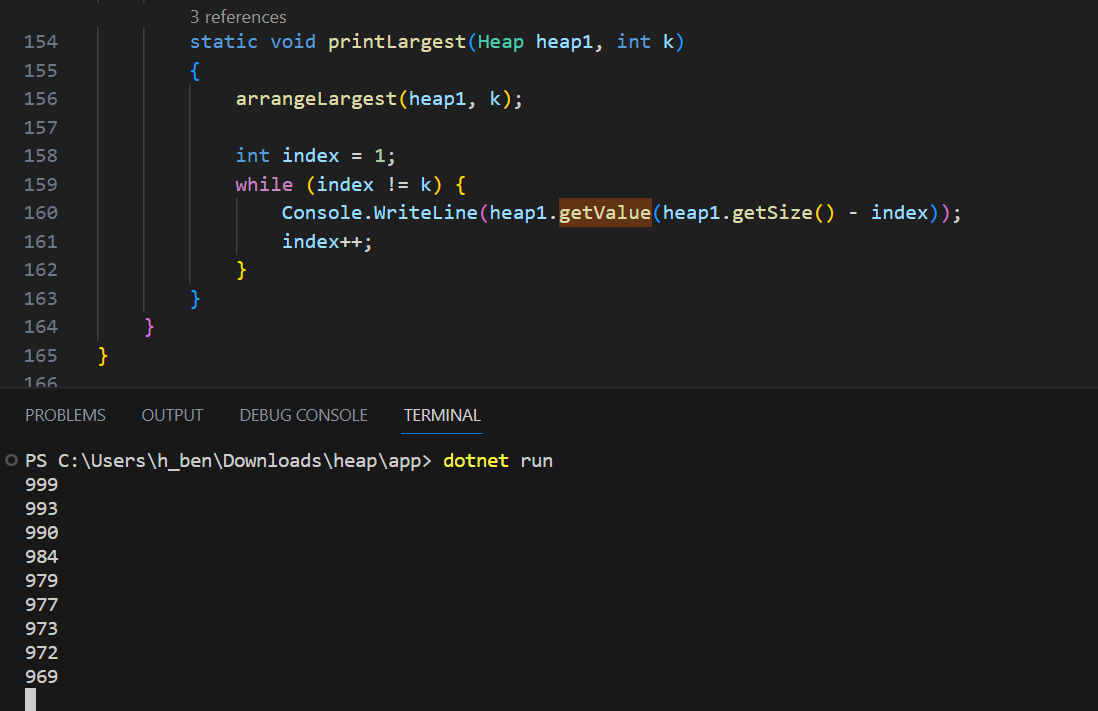 3 references
154 static void printLargest(Heap heap1, int k)
155 {
156 arrangeLargest(heap1, k);
157
158 int index = 1;
159 while (index != k) {
160 Console.WriteLine(heap1.getValue(heap1.getSize() - index));
161 index++;
162 }
163 }
164 }
165 }
166
PROBLEMS OUTPUT DEBUG CONSOLE TERMINAL
PS C:\Users\h_ben\Downloads\heap\app> dotnet run
999
993
990
984
979
977
973
972
969